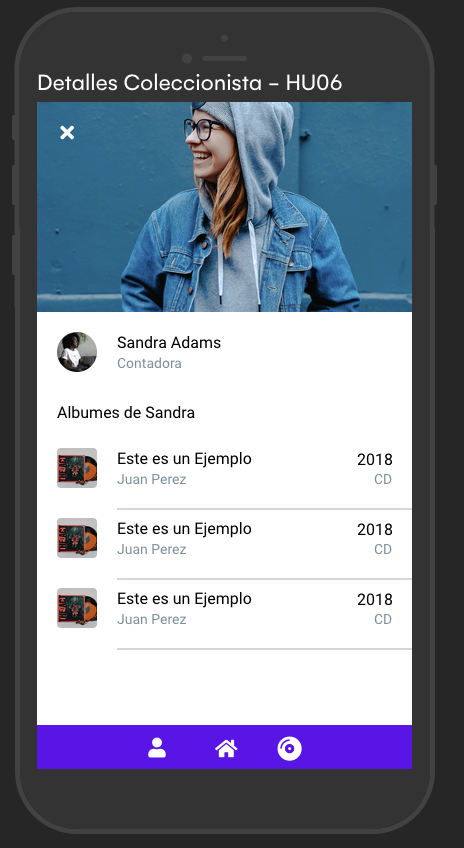 Detalles Coleccionista - HU06
Sandra Adams
Contadora
Albumes de Sandra
Este es un Ejemplo 2018
Juan Perez CD
Este es un Ejemplo 2018
Juan Perez CD
Este es un Ejemplo 2018
Juan Perez CD